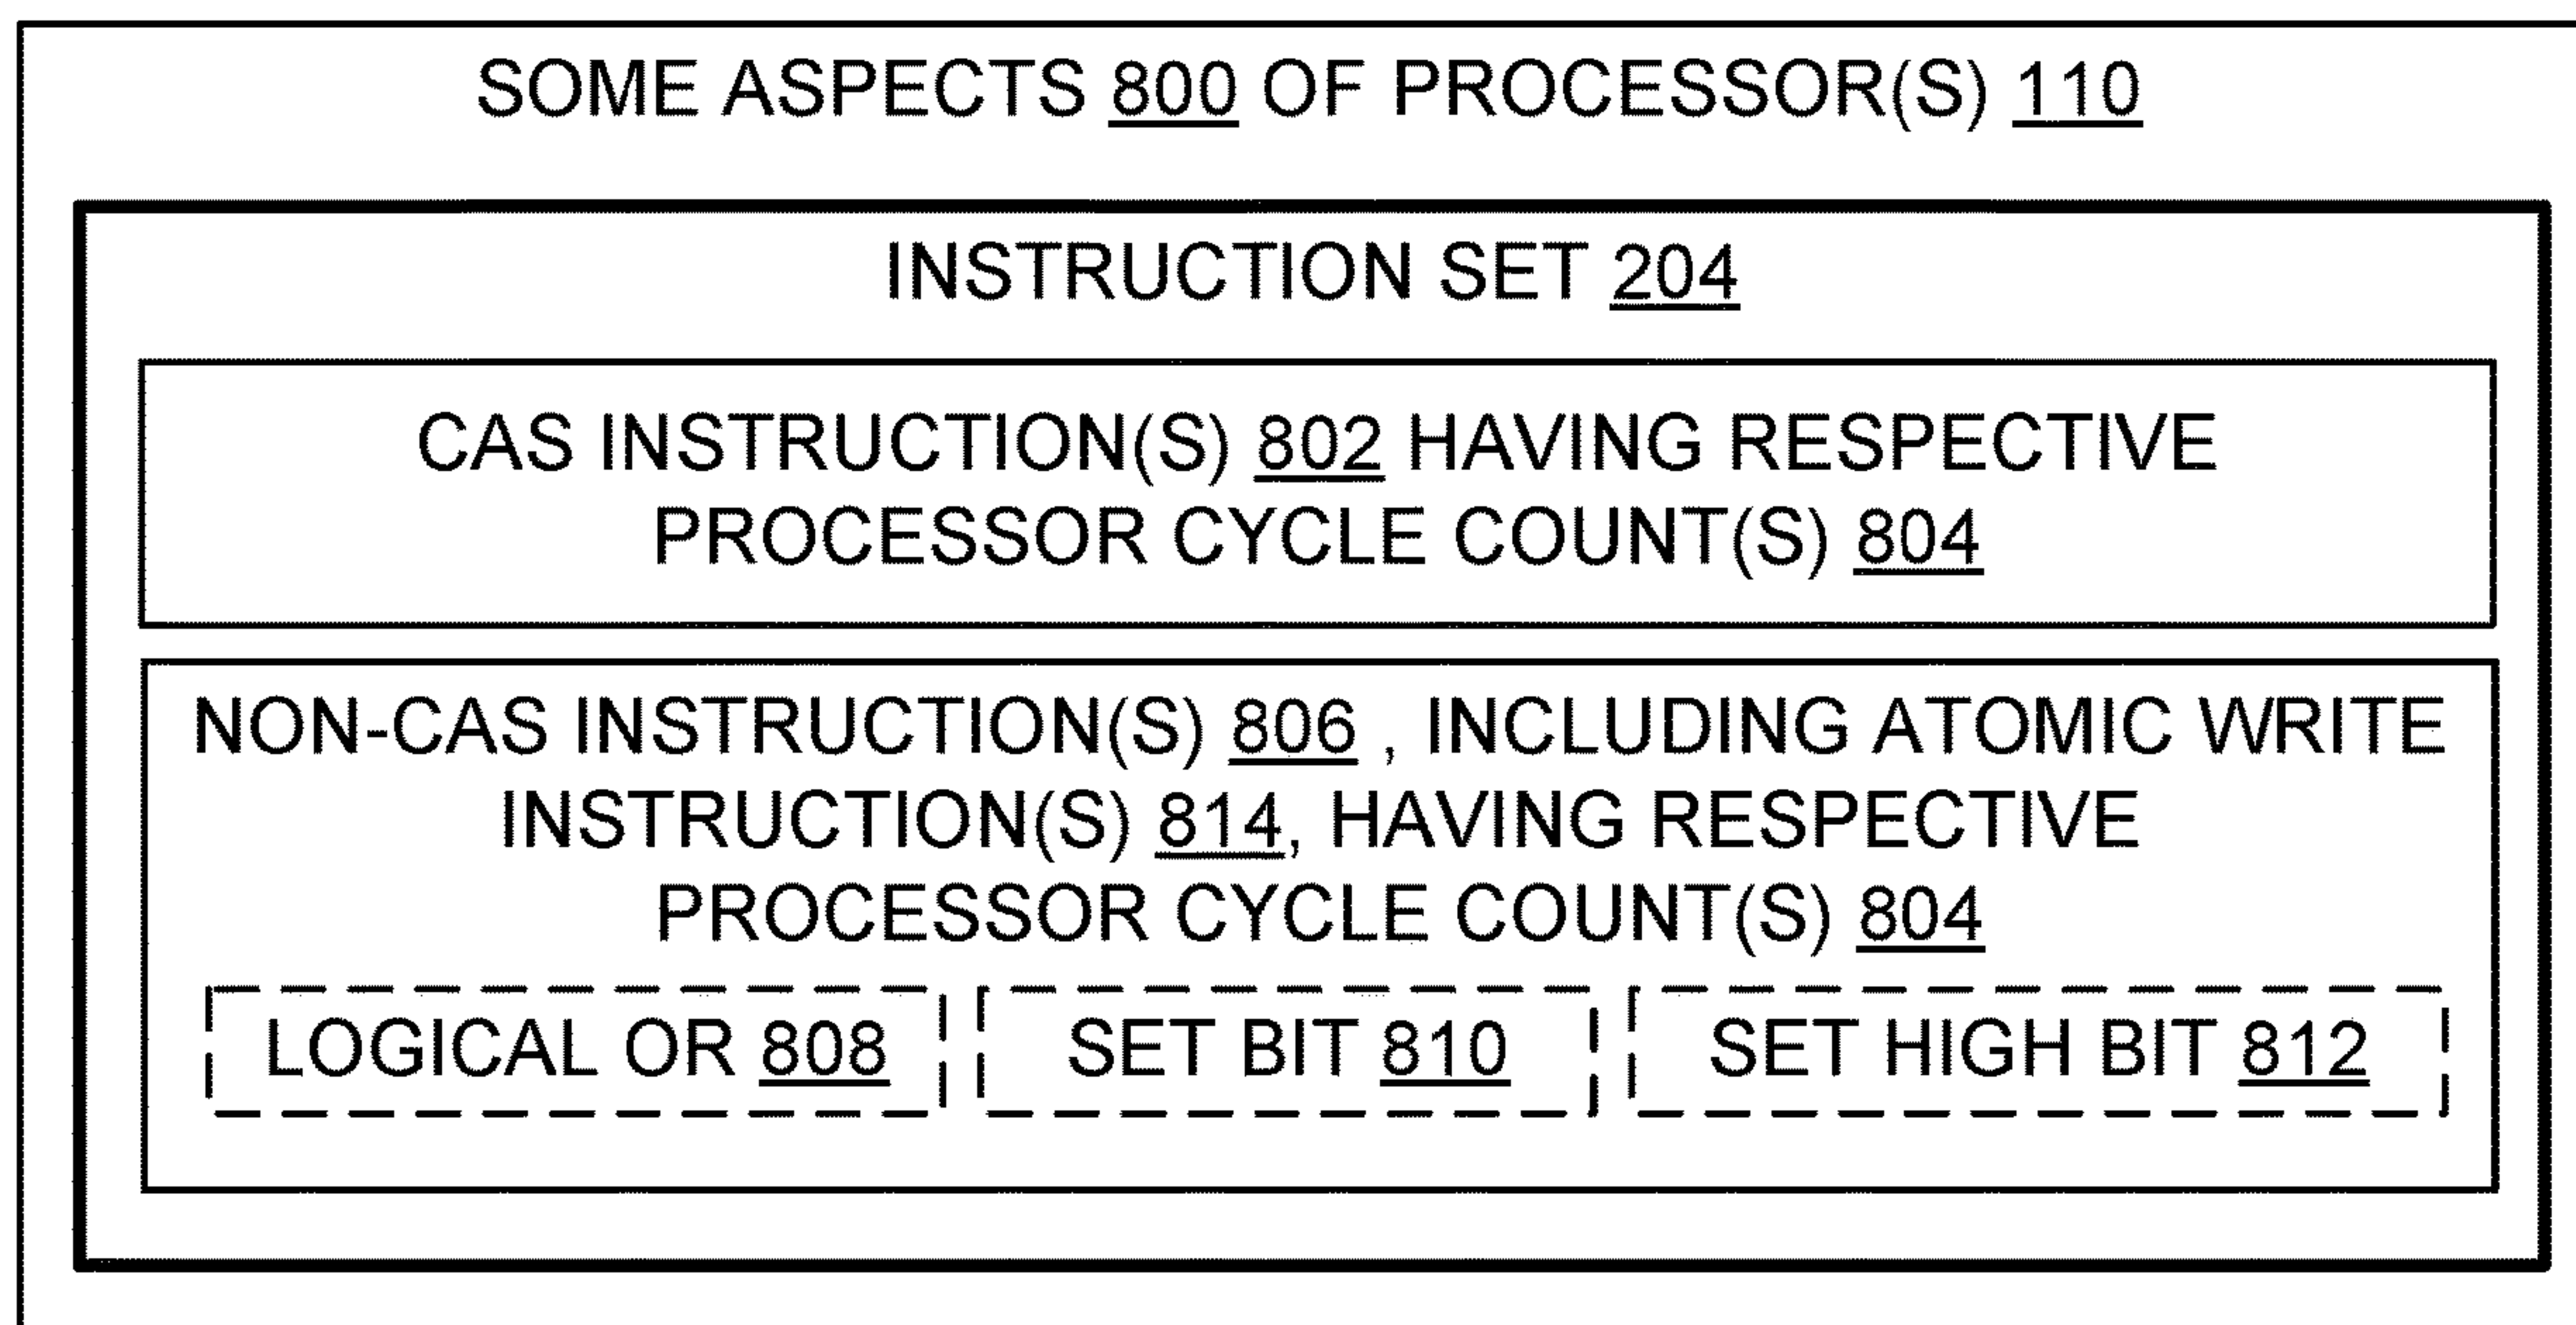 SOME ASPECTS 800 OF PROCESSOR(S) 110
INSTRUCTION SET 204
CAS INSTRUCTION(S) 802 HAVING RESPECTIVE
PROCESSOR CYCLE COUNT(S) 804
NON-CAS INSTRUCTION(S) 806 , INCLUDING ATOMIC WRITE
INSTRUCTION(S) 814, HAVING RESPECTIVE
PROCESSOR CYCLE COUNT(S) 804
LOGICAL OR 808 SET BIT 810 SET HIGH BIT 812